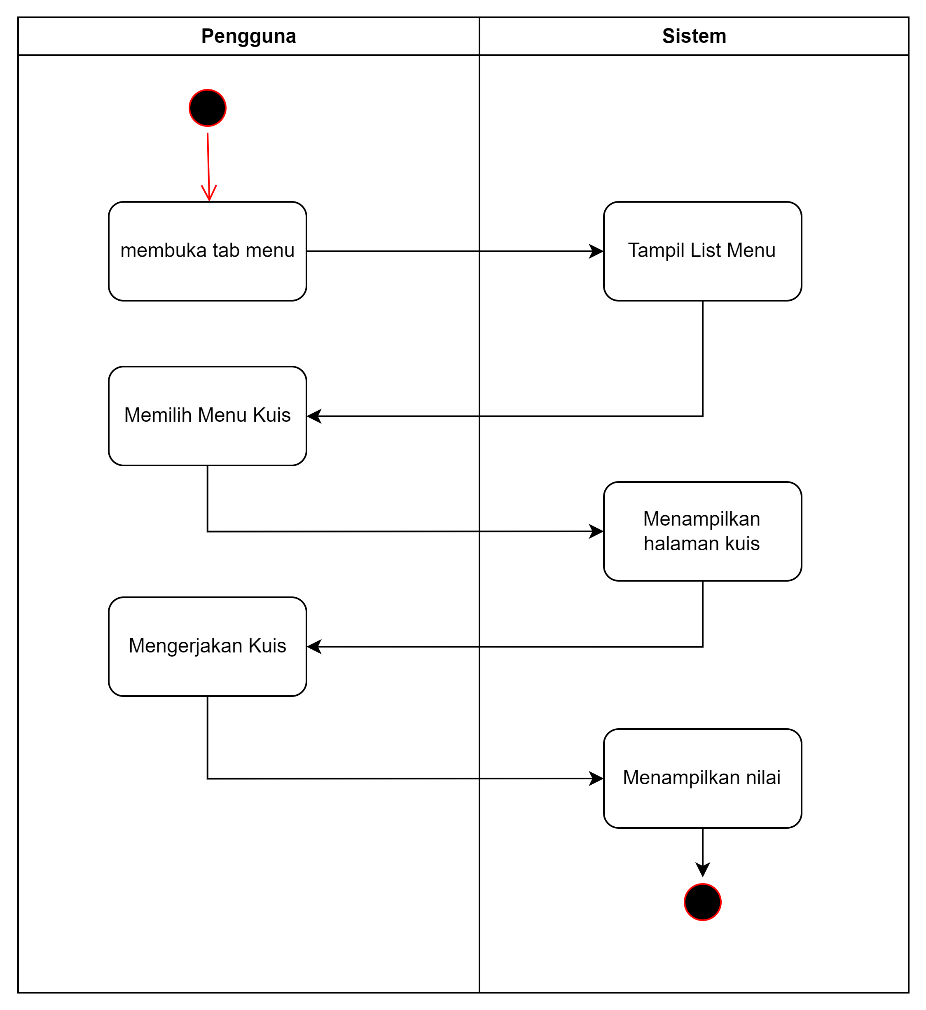 Pengguna
Sistem
membuka tab menu
Tampil List Menu
Memilih Menu Kuis
Menampilkan
halaman kuis
Mengerjakan Kuis
Menampilkan nilai